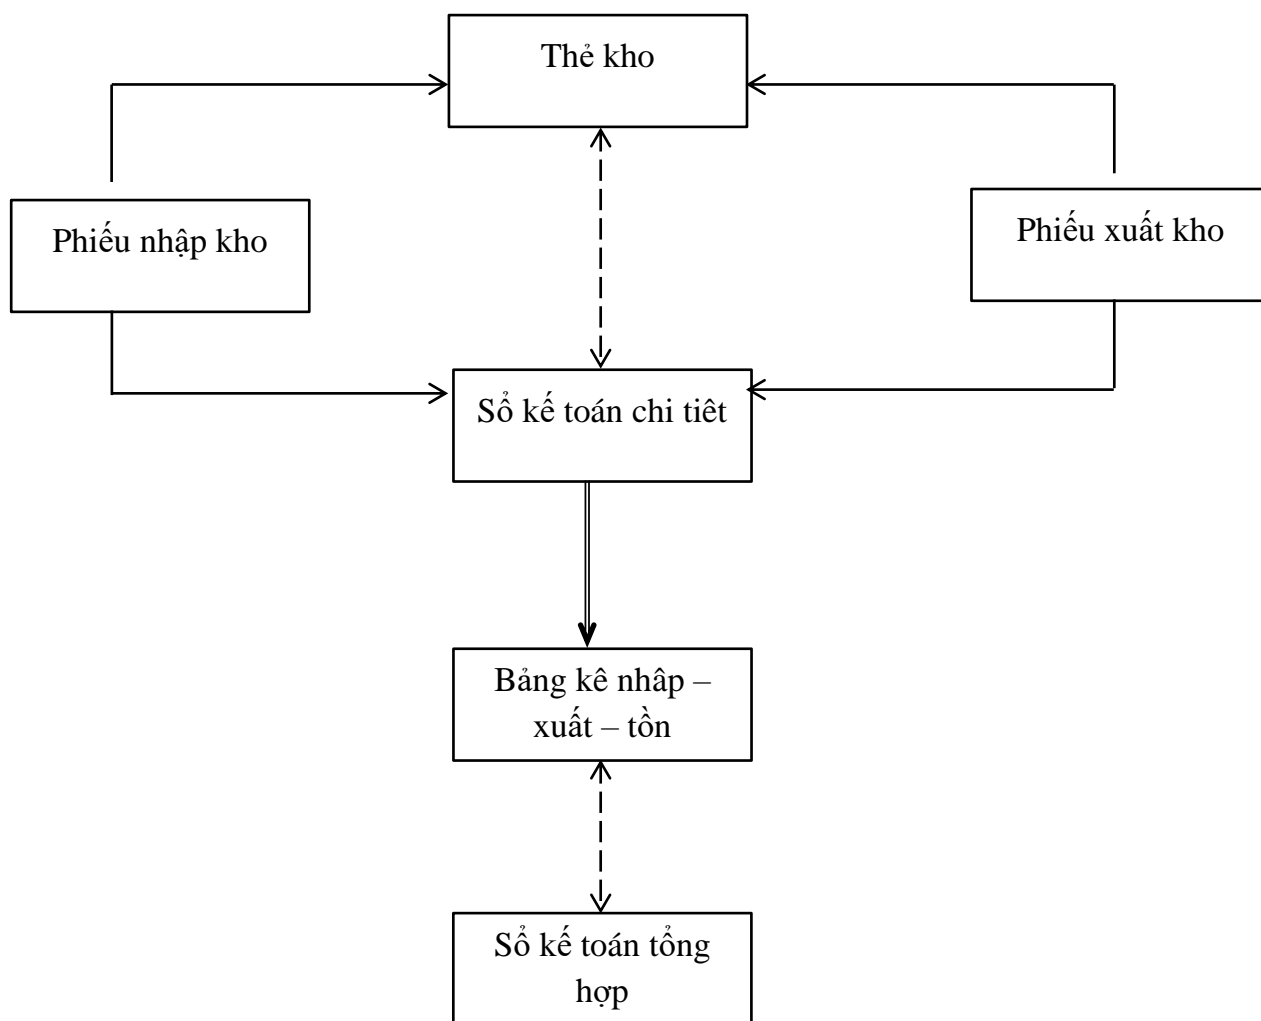 Thẻ kho
Phiếu nhập kho
Phiếu xuất kho
Sổ kế toán chi tiêt
Bảng kê nhâp –
xuất – tồn
Sổ kế toán tổng
hợp